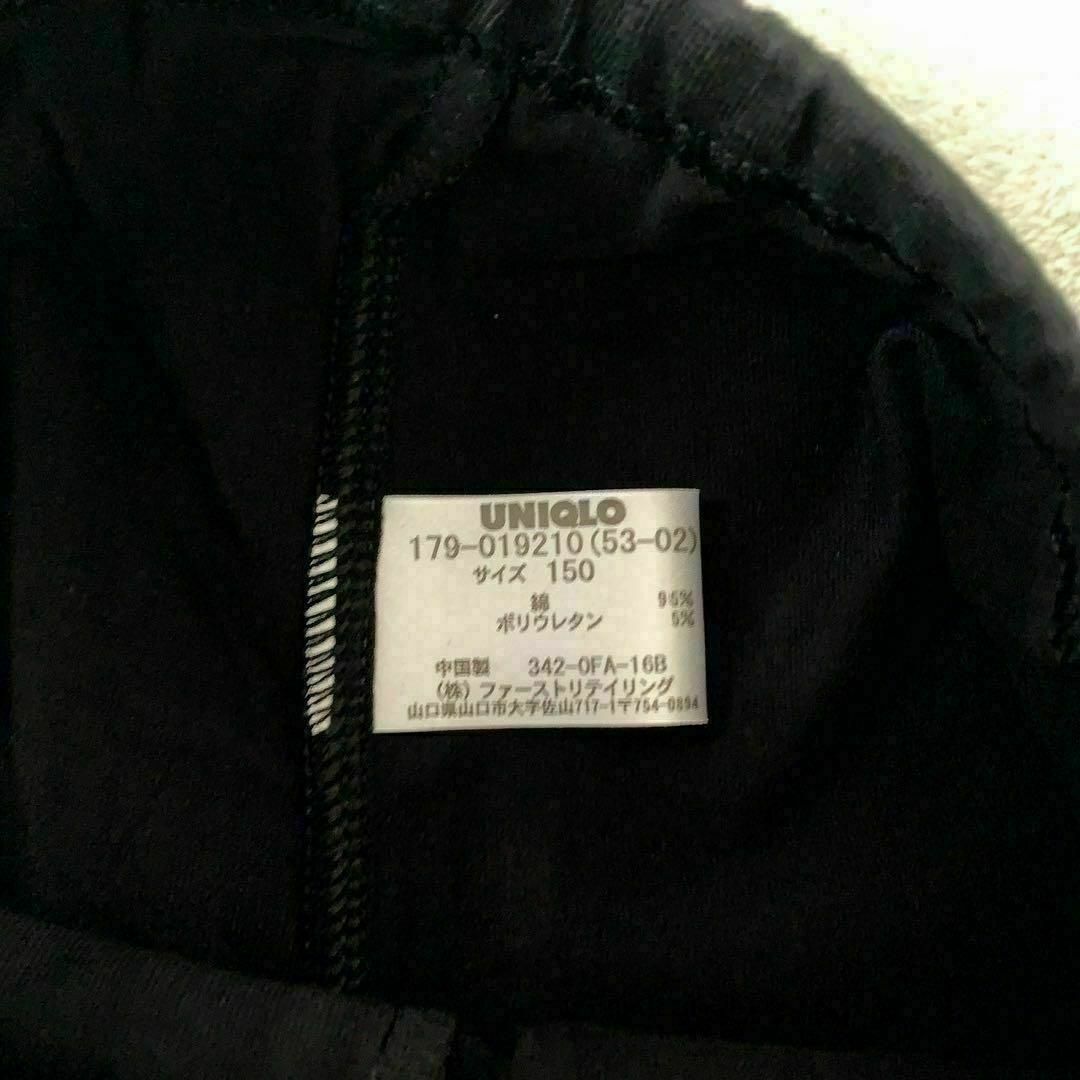 UNIQLO
179-019210(53-02)
サイズ 150
綿 95%
ポリウレタン 5%
中国製 342-0FA-16B
(株)ファーストリテイリング
山口県山口市大字佐山717-1〒754-0894